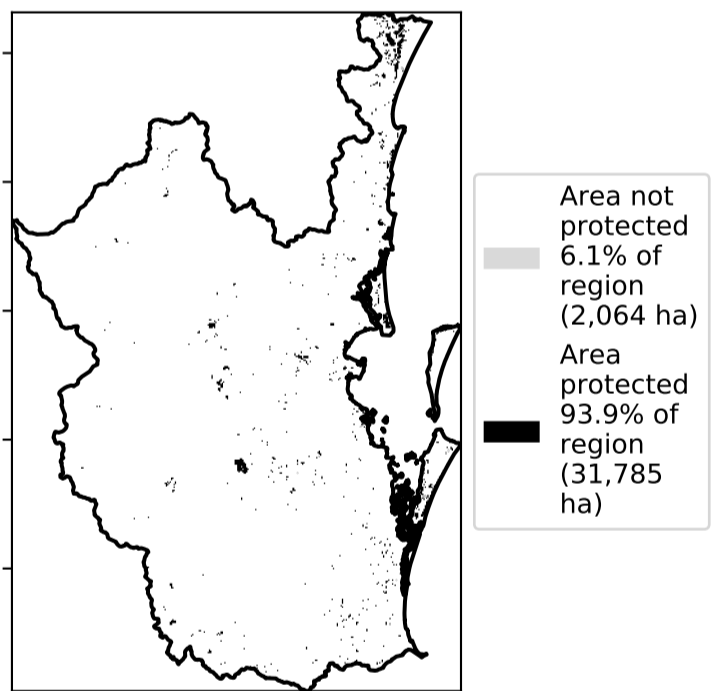 Area not
protected
6.1% of
region
(2,064 ha)
Area
protected
93.9% of
region
(31,785
ha)